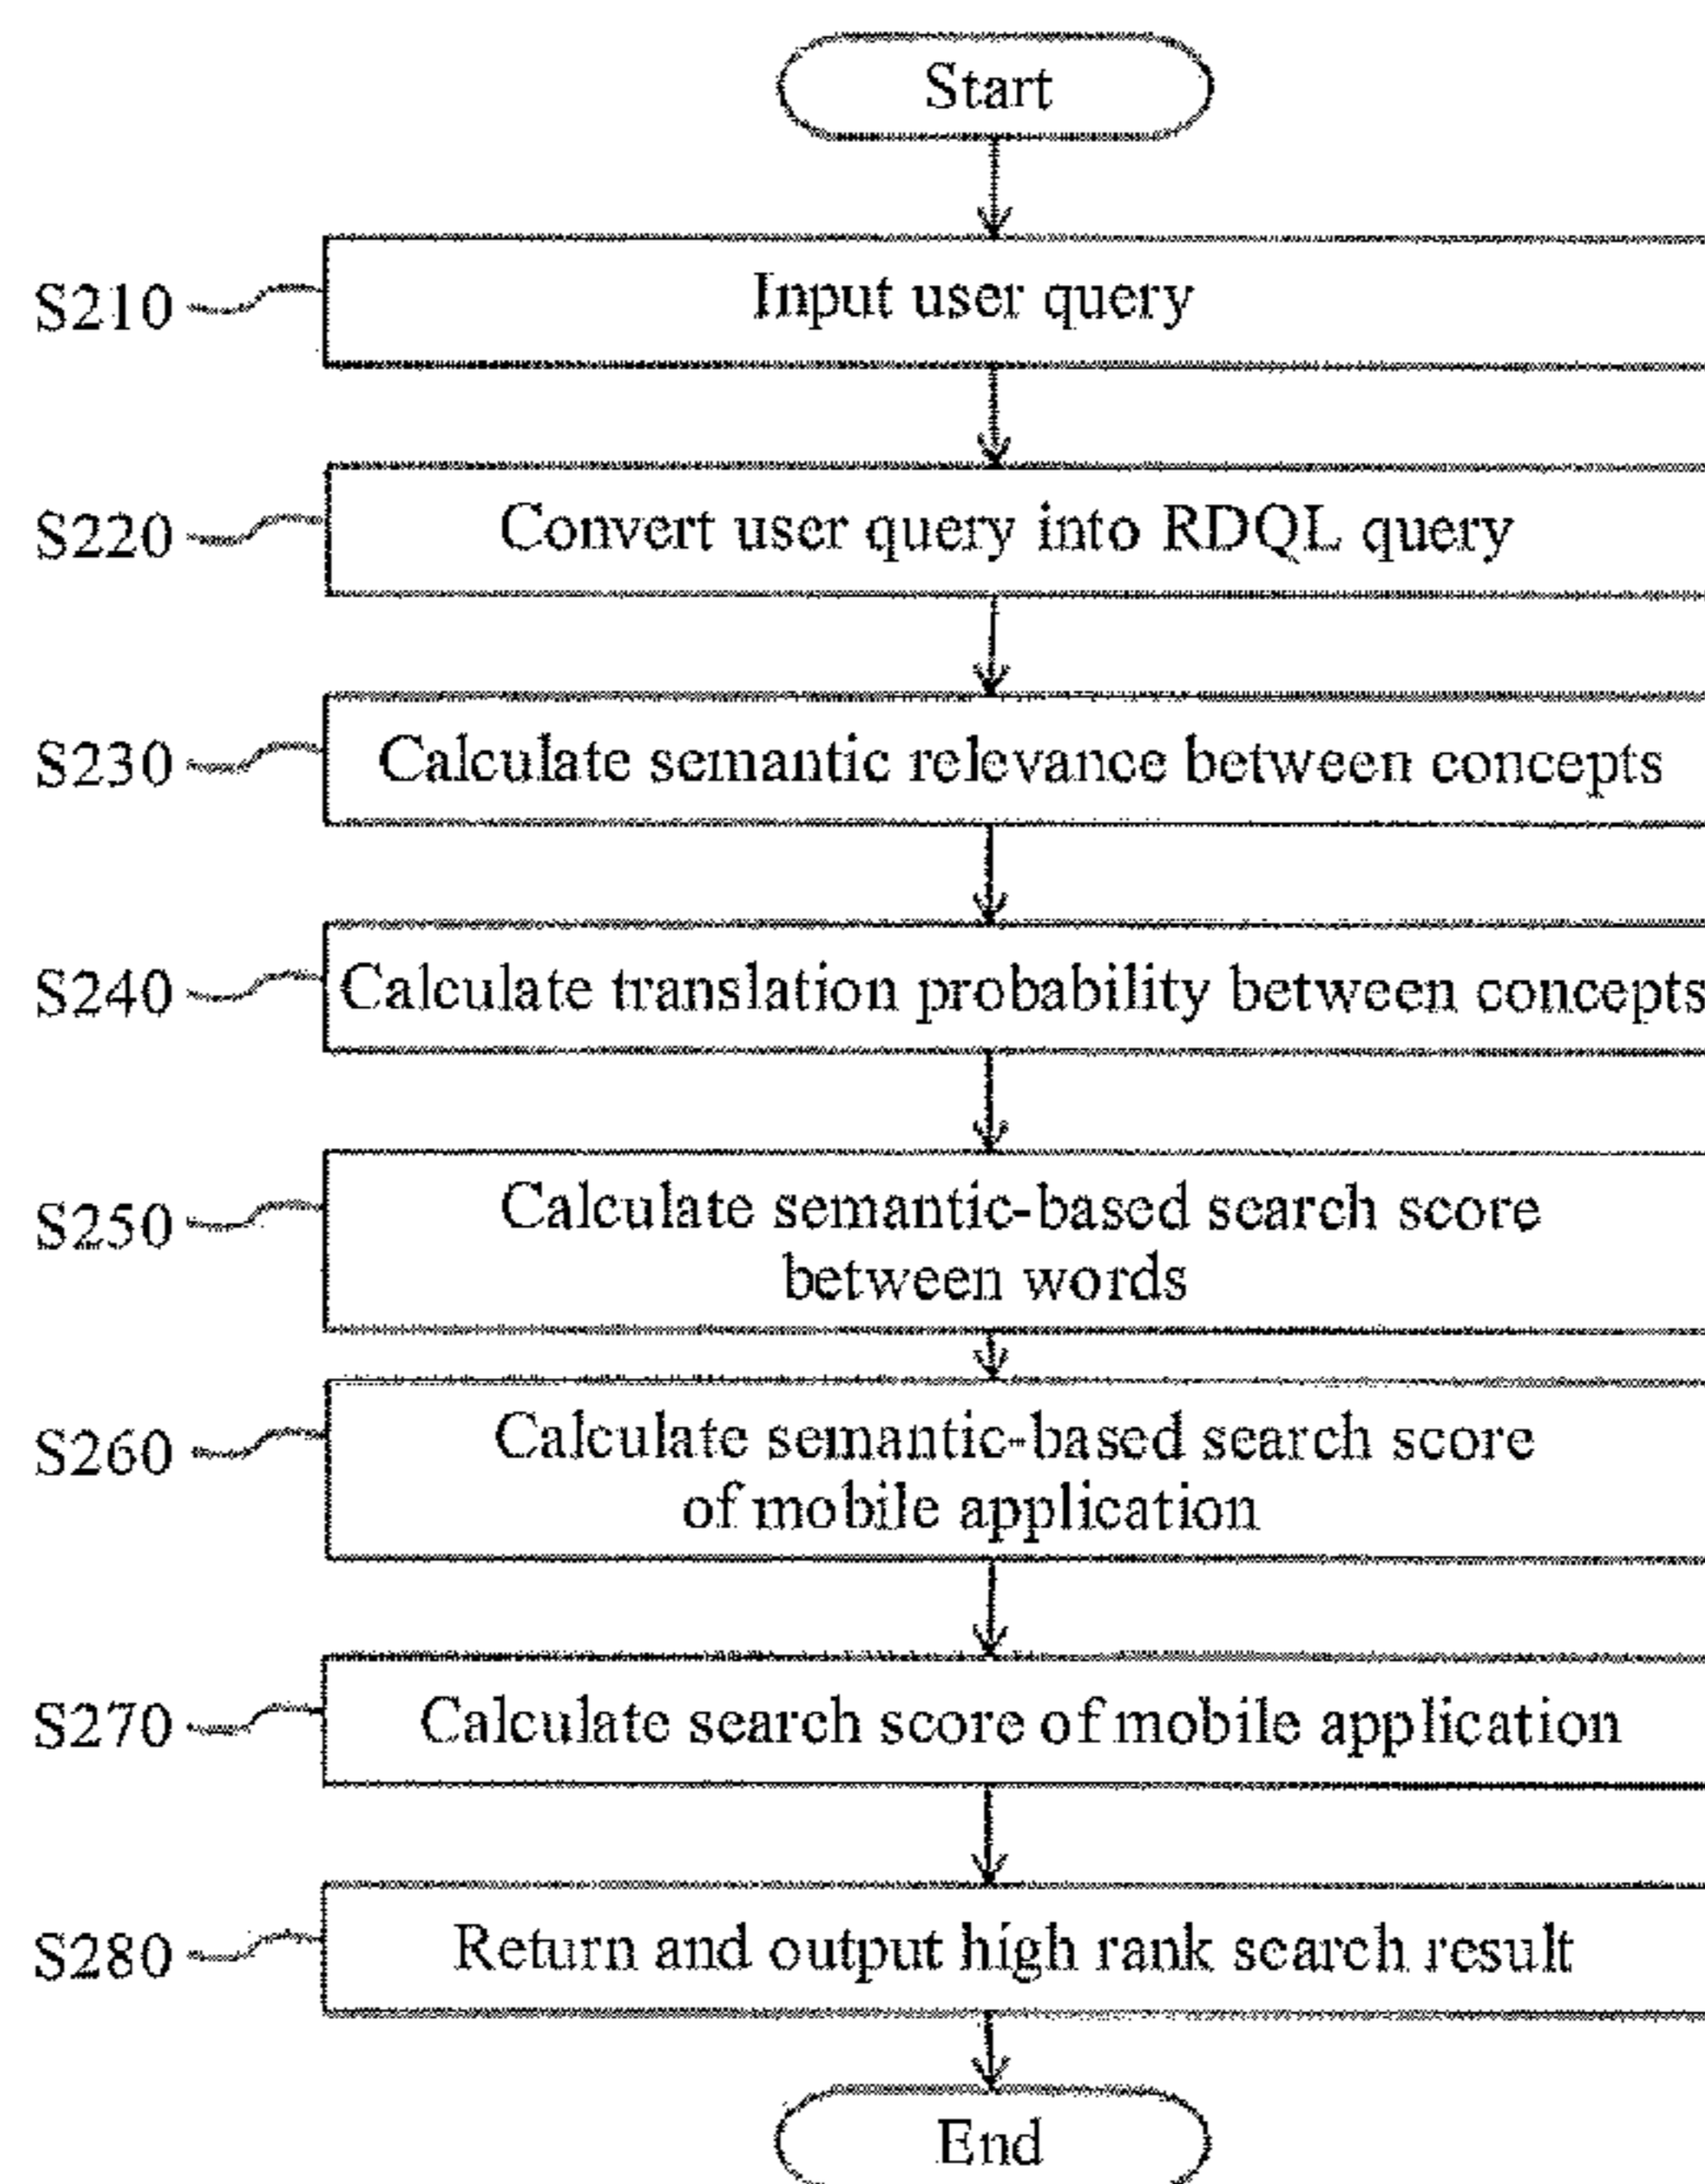 Start
S210
Input user query
S220
Convert user query into RDQL query
S230
Calculate semantic relevance between concepts
S240
Calculate translation probability between concepts
S250
Calculate semantic-based search score
between words
S260
Calculate semantic-based search score
of mobile application
S270
Calculate search score of mobile application
S280
Return and output high rank search result
End